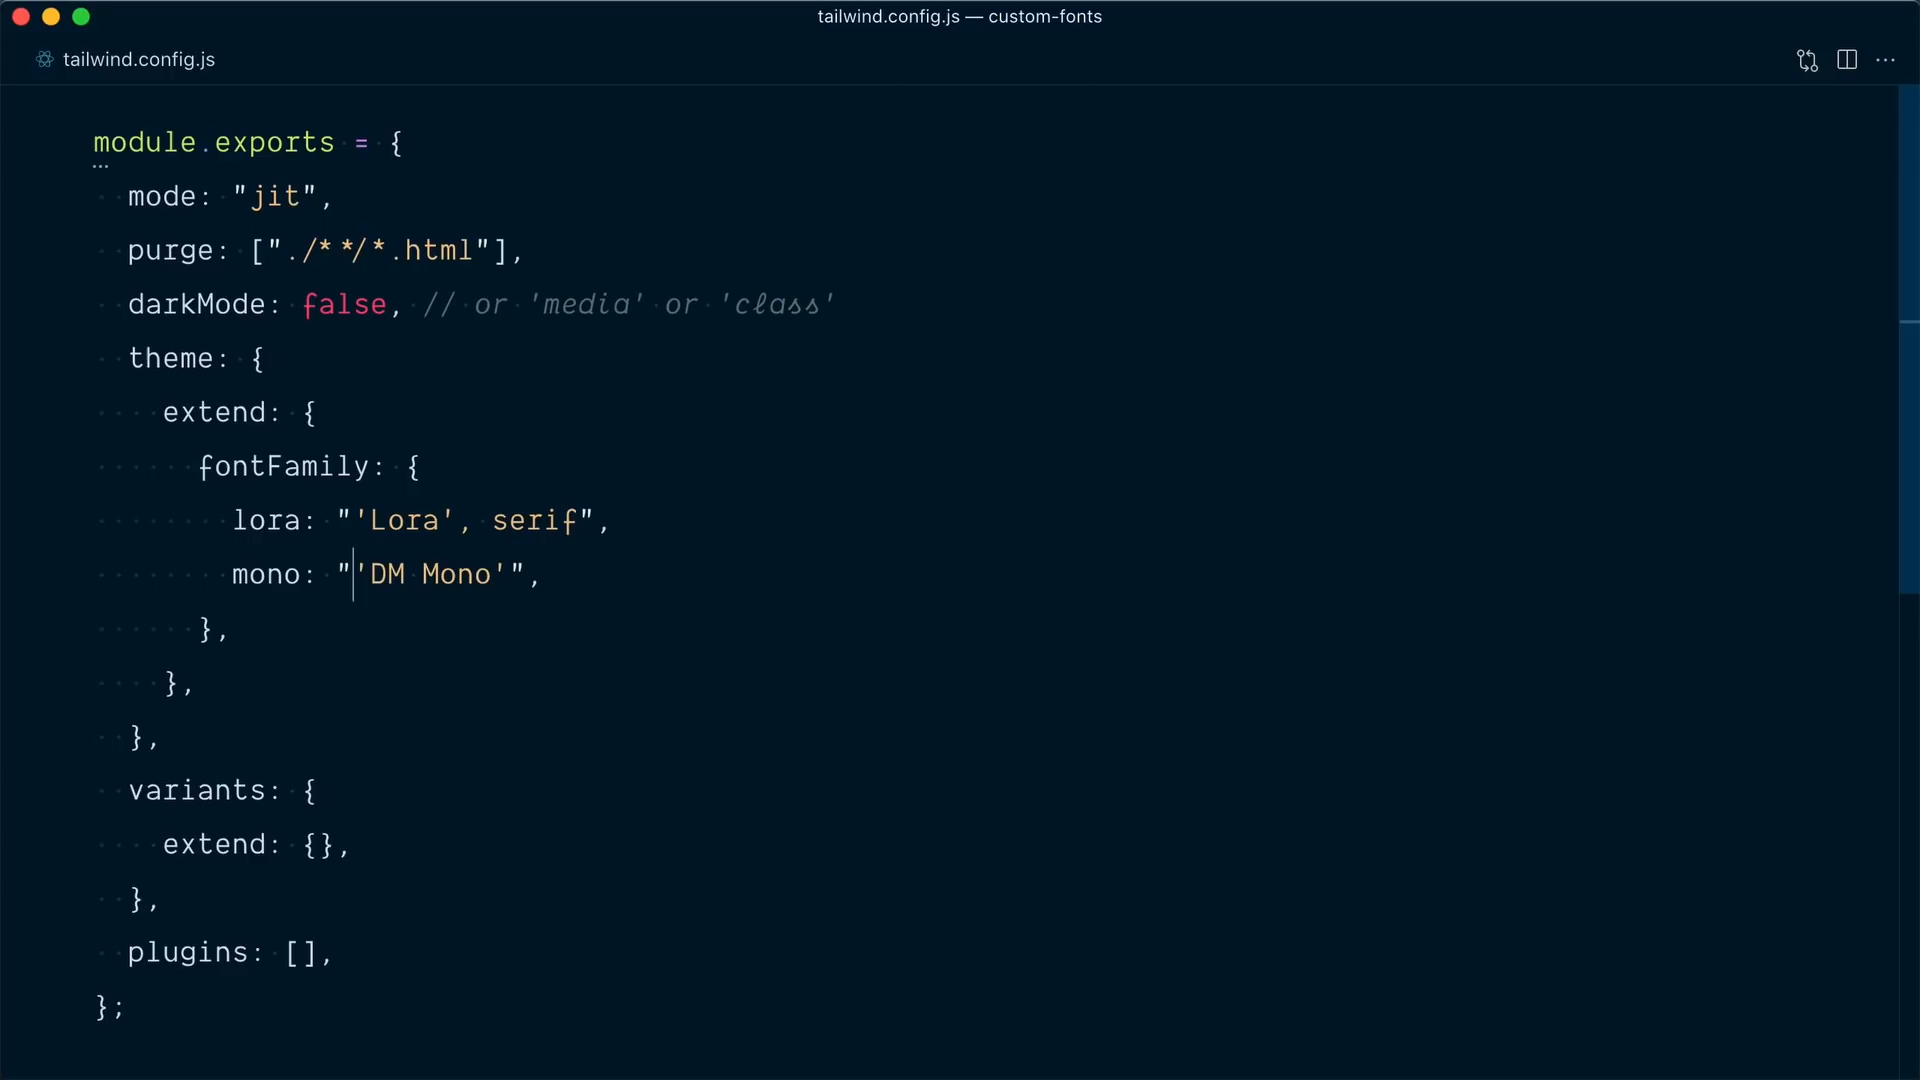 tailwind.config.js — custom-fonts
tailwind.config.js
module.exports = {
  mode: "jit",
  purge: ["./**/*.html"],
  darkMode: false, // or 'media' or 'class'
  theme: {
    extend: {
      fontFamily: {
        lora: "'Lora', serif",
        mono: "'DM Mono'",
      },
    },
  },
  variants: {
    extend: {},
  },
  plugins: [],
};